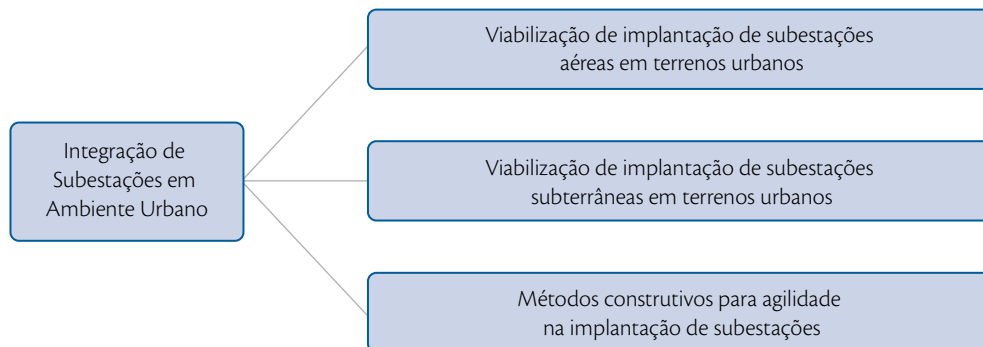 Integração de
Subestações em
Ambiente Urbano
Viabilização de implantação de subestações
aéreas em terrenos urbanos
Viabilização de implantação de subestações
subterrâneas em terrenos urbanos
Métodos construtivos para agilidade
na implantação de subestações